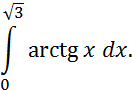 √3
∫ arctg x dx.
0